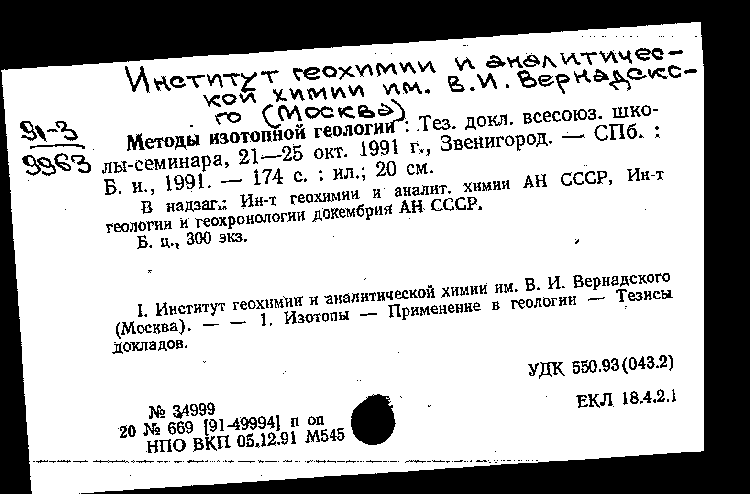 Институт геохимии и аналитичес-
кой химии им. В.И. Вернадскс-
го (Москва)
91-3
9963
Методы изотопной геологии : Тез. докл. всесоюз. шко-
лы-семинара, 21—25 окт. 1991 г., Звенигород. — СПб. :
Б. и., 1991. — 174 с. : ил.; 20 см.
В надзаг.: Ин-т геохимии и аналит. химии АН СССР, Ин-т
геологии и геохронологии докембрия АН СССР.
Б. ц., 300 экз.
I. Институт геохимии и аналитической химии им. В. И. Вернадского
(Москва). — — 1. Изотопы — Применение в геологии — Тезисы
докладов.
УДК 550.93(043.2)
ЕКЛ 18.4.2.1
№ 34999
20 № 669 [91-49994] п оп
НПО ВКП 05.12.91 М545